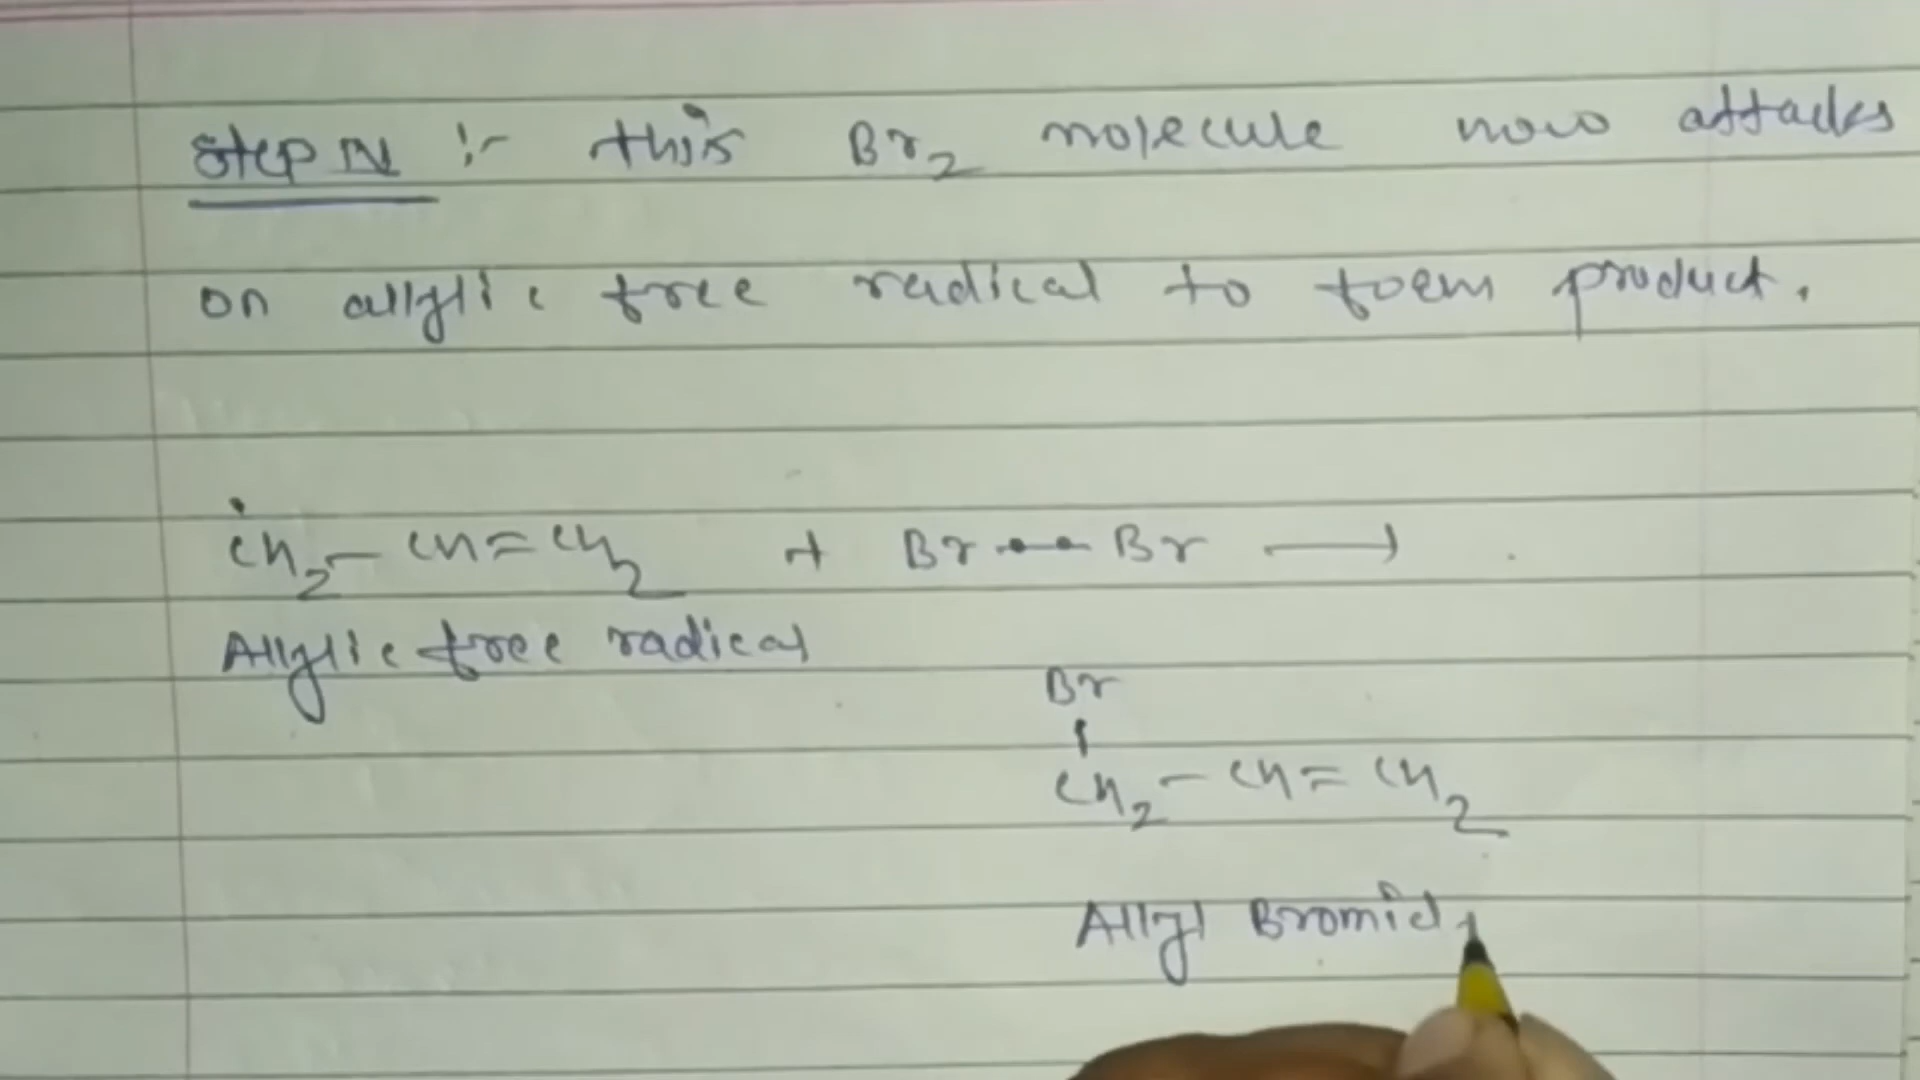 Step IV :- this Br₂ molecule now attacks
on allylic free radical to form product.
ĊH₂-CH=CH₂ + Br–Br ⟶
Allylic free radical
Br
CH₂-CH=CH₂
Allyl Bromid